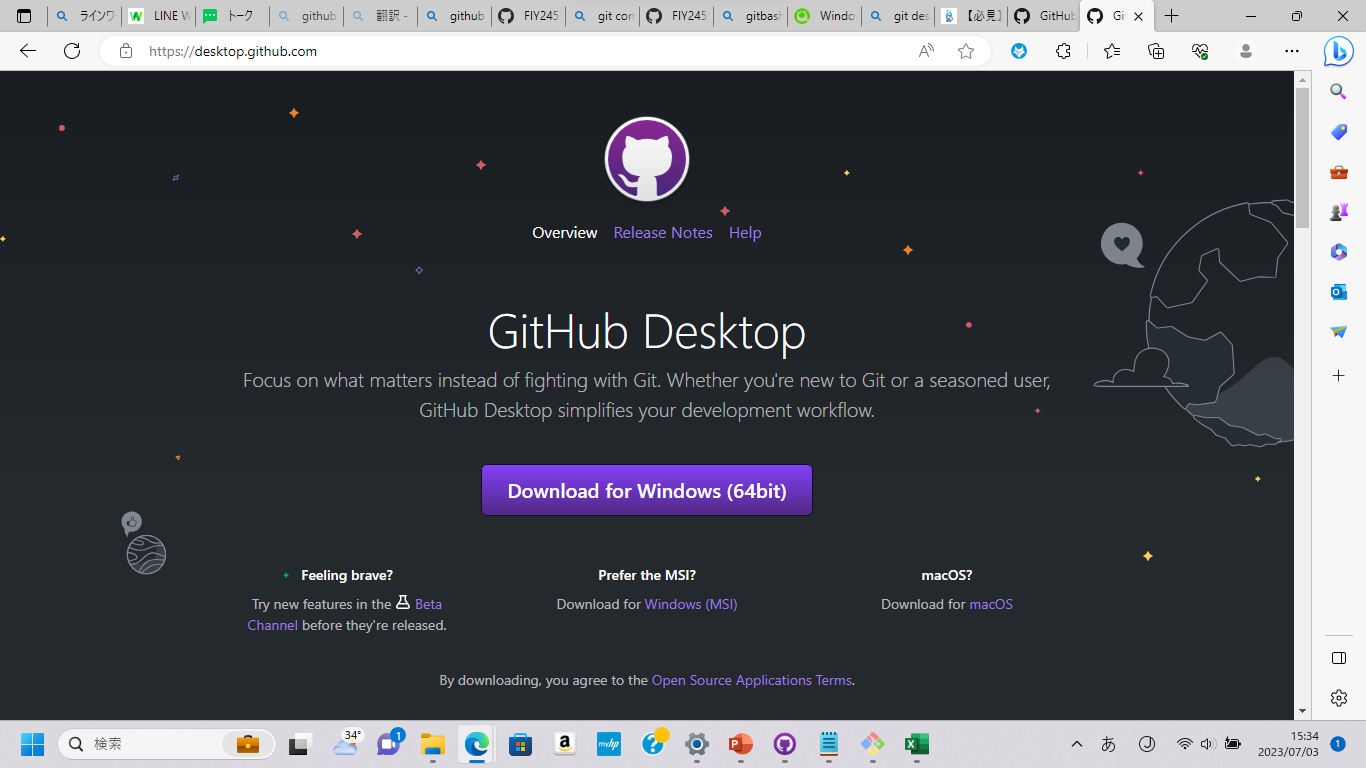 ラインワ
LINE W
トーク
github
翻訳 -
github
FIY245
git con
FIY245
gitbash
Windo
git des
【必見】
GitHub
Gi
https://desktop.github.com
Overview Release Notes Help
GitHub Desktop
Focus on what matters instead of fighting with Git. Whether you're new to Git or a seasoned user,
GitHub Desktop simplifies your development workflow.
Download for Windows (64bit)
Feeling brave?
Try new features in the Beta
Channel before they're released.
Prefer the MSI?
Download for Windows (MSI)
macOS?
Download for macOS
By downloading, you agree to the Open Source Applications Terms.
検索
34°
1
a
myhp
あ
15:34
2023/07/03
1